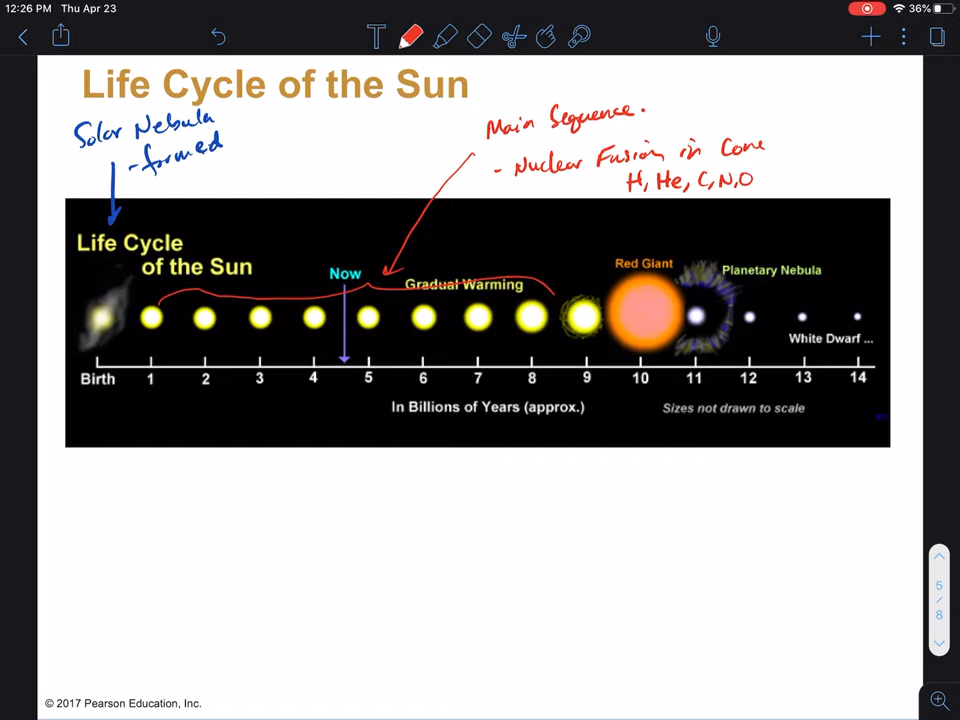 12:26 PM Thu Apr 23
36%
Life Cycle of the Sun
Solar Nebula
- formed
Main Sequence.
- Nuclear Fusion in Core
H, He, C, N, O
Life Cycle
of the Sun
Now
Gradual Warming
Red Giant
Planetary Nebula
White Dwarf ...
Birth 1 2 3 4 5 6 7 8 9 10 11 12 13 14
In Billions of Years (approx.)
Sizes not drawn to scale
5
/
8
© 2017 Pearson Education, Inc.